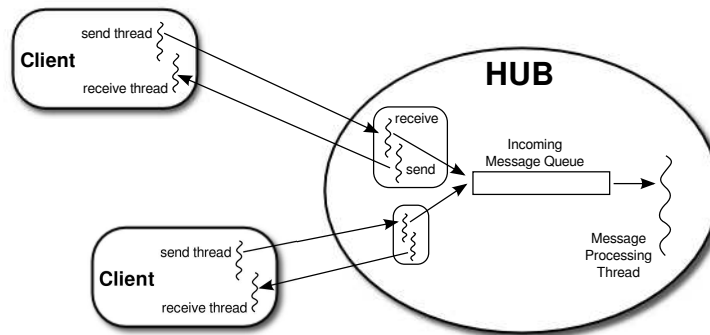 send thread
Client
receive thread
HUB
receive
send
Incoming
Message Queue
Message
Processing
Thread
send thread
Client
receive thread